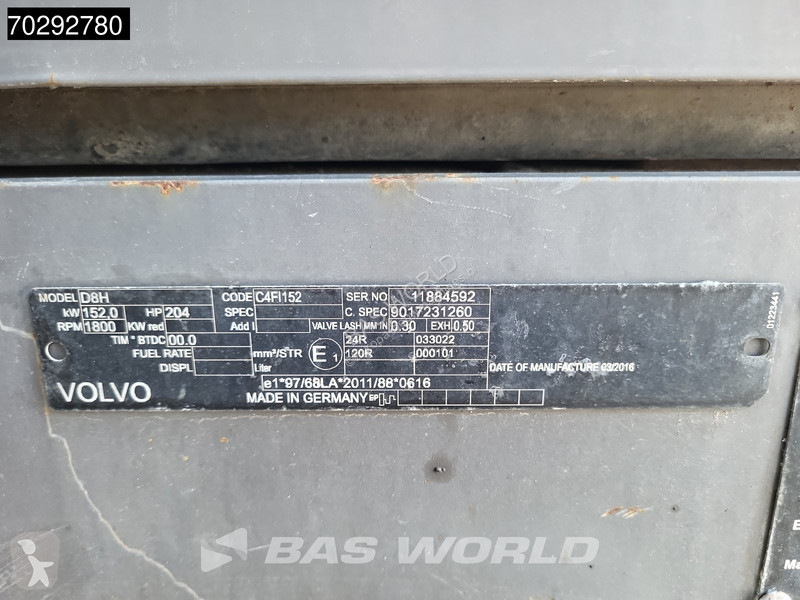 70292780
MODEL D8H CODE C4FI152 SER NO 11884592
kW 152,0 HP 204 SPEC C. SPEC 9017231260
RPM 1800 KW red Add I VALVE LASH MM IN 0.30 EXH 0.50
TIM ° BTDC 00.0 24R 033022
FUEL RATE mm³/STR E1 120R 000101
DISPL Liter DATE OF MANUFACTURE 03/2016
e1*97/68LA*2011/88*0616
VOLVO MADE IN GERMANY
01223441
BAS WORLD